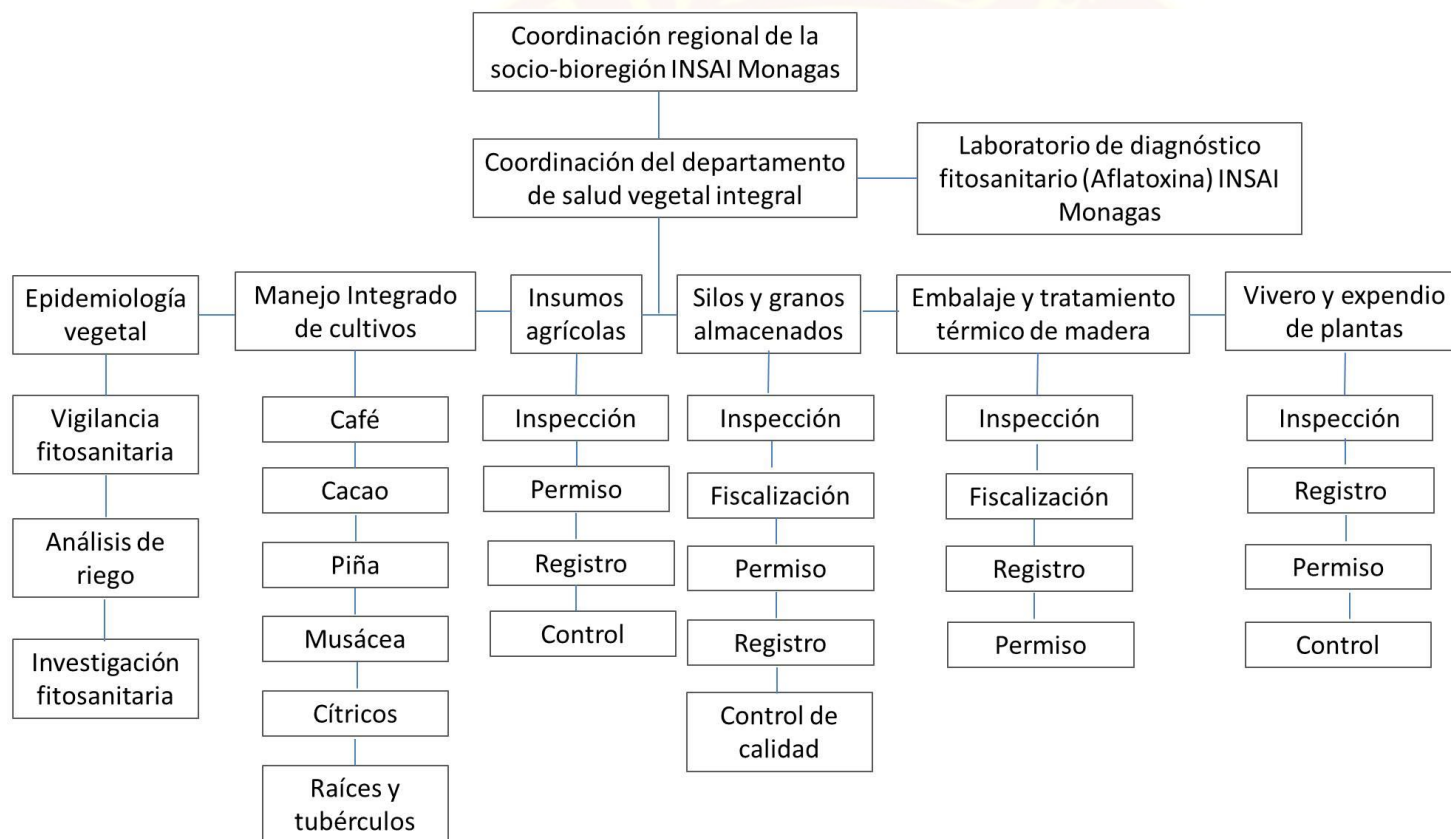 Coordinación regional de la
socio-bioregión INSAI Monagas
Coordinación del departamento
de salud vegetal integral
Laboratorio de diagnóstico
fitosanitario (Aflatoxina) INSAI
Monagas
Epidemiología
vegetal
Vigilancia
fitosanitaria
Análisis de
riego
Investigación
fitosanitaria
Manejo Integrado
de cultivos
Café
Cacao
Piña
Musácea
Cítricos
Raíces y
tubérculos
Insumos
agrícolas
Inspección
Permiso
Registro
Control
Silos y granos
almacenados
Inspección
Fiscalización
Permiso
Registro
Control de
calidad
Embalaje y tratamiento
térmico de madera
Inspección
Fiscalización
Registro
Permiso
Vivero y expendio
de plantas
Inspección
Registro
Permiso
Control